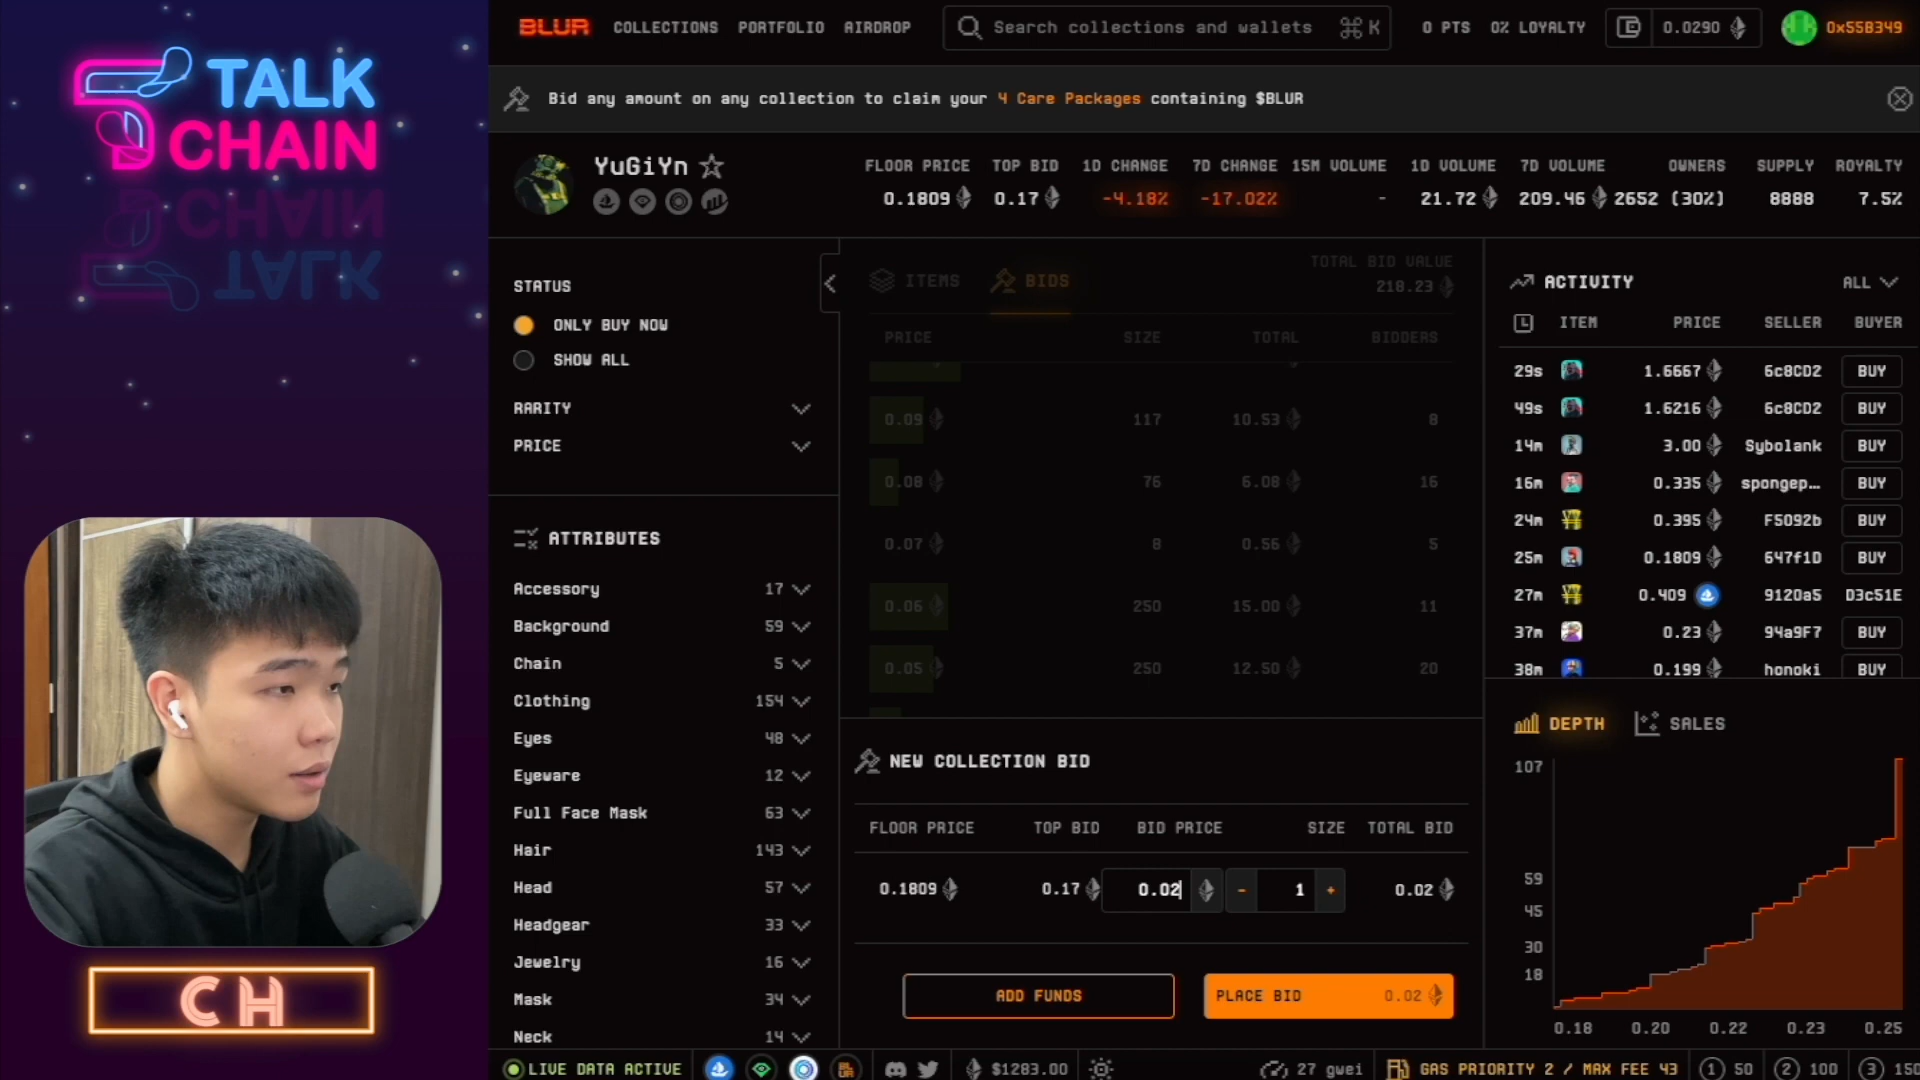 TALK
CHAIN
CH
BLUR COLLECTIONS PORTFOLIO AIRDROP Search collections and wallets ⌘ K 0 PTS 0% LOYALTY 0.0290 0x55B349
Bid any amount on any collection to claim your 4 Care Packages containing $BLUR
YuGiYn
FLOOR PRICE TOP BID 1D CHANGE 7D CHANGE 15M VOLUME 1D VOLUME 7D VOLUME OWNERS SUPPLY ROYALTY
0.1809 0.17 -4.18% -17.02% - 21.72 209.46 2652 (30%) 8888 7.5%
STATUS
ONLY BUY NOW
SHOW ALL
RARITY
PRICE
ATTRIBUTES
Accessory 17
Background 59
Chain 5
Clothing 154
Eyes 48
Eyeware 12
Full Face Mask 63
Hair 143
Head 57
Headgear 33
Jewelry 16
Mask 34
Neck 14
ITEMS BIDS
TOTAL BID VALUE
218.23
PRICE SIZE TOTAL BIDDERS
0.09 117 10.53 8
0.08 76 6.08 16
0.07 8 0.56 5
0.06 250 15.00 11
0.05 250 12.50 20
NEW COLLECTION BID
FLOOR PRICE TOP BID BID PRICE SIZE TOTAL BID
0.1809 0.17 0.02 - 1 + 0.02
ADD FUNDS
PLACE BID 0.02
ACTIVITY ALL
ITEM PRICE SELLER BUYER
29s 1.6667 6c8CD2 BUY
49s 1.6216 6c8CD2 BUY
14m 3.00 Sybolank BUY
16m 0.335 spongep... BUY
24m 0.395 F5092b BUY
25m 0.1809 647f1D BUY
27m 0.409 9120a5 D3c51E
37m 0.23 94a9F7 BUY
38m 0.199 honoki BUY
DEPTH SALES
107
59
45
30
18
0.18 0.20 0.22 0.23 0.25
LIVE DATA ACTIVE $1283.00 27 gwei GAS PRIORITY 2 / MAX FEE 43 1 50 2 100 3 150